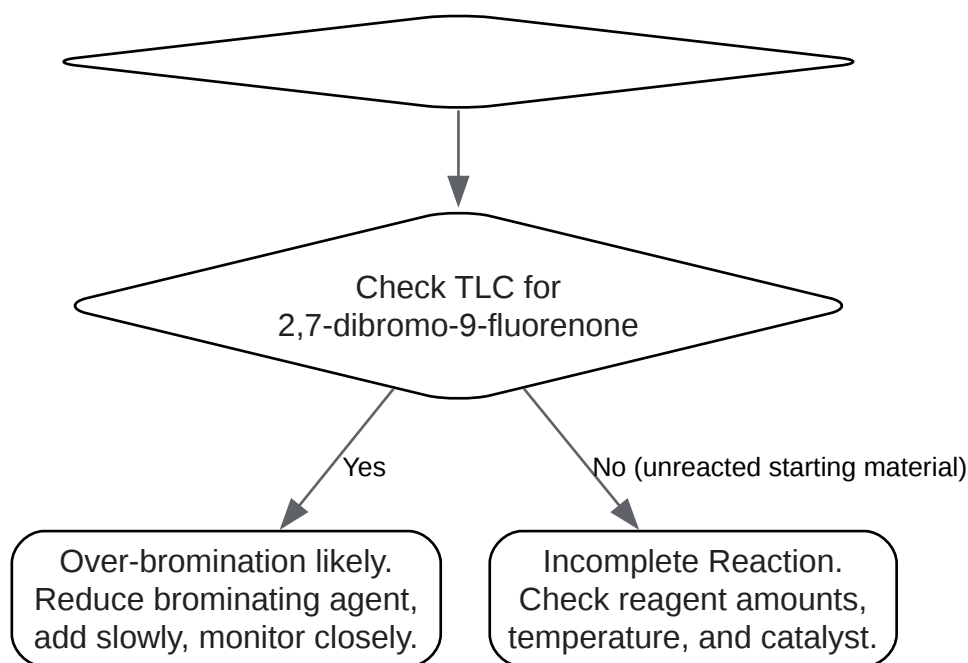 Check TLC for
2,7-dibromo-9-fluorenone
Yes
No (unreacted starting material)
Over-bromination likely.
Reduce brominating agent,
add slowly, monitor closely.
Incomplete Reaction.
Check reagent amounts,
temperature, and catalyst.